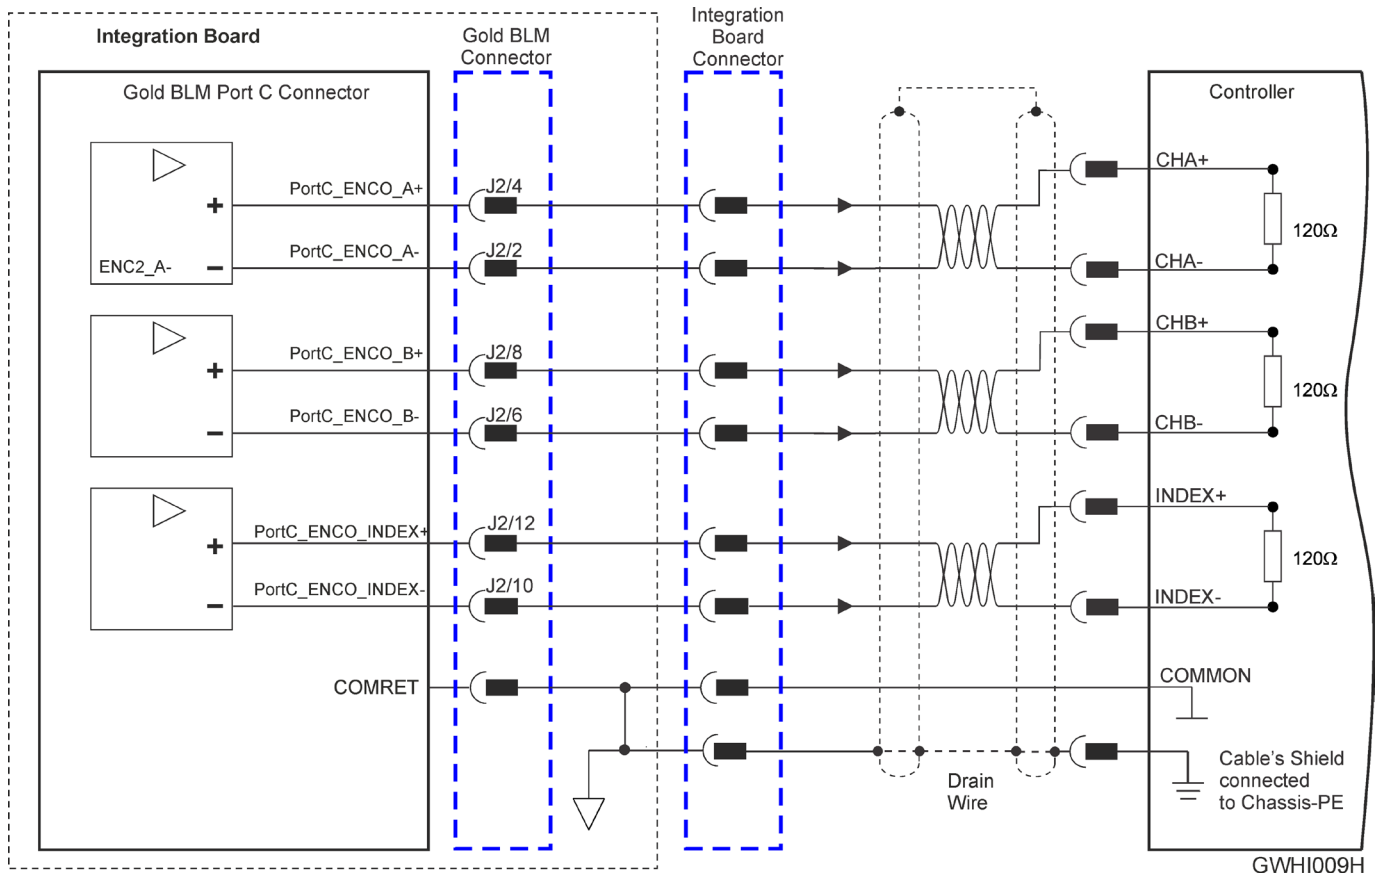 Integration Board
Gold BLM
Connector
Integration
Board
Connector
Gold BLM Port C Connector
Controller
PortC_ENCO_A+
J2/4
CHA+
+
120Ω
PortC_ENCO_A-
J2/2
CHA-
ENC2_A-
−
PortC_ENCO_B+
J2/8
CHB+
+
120Ω
PortC_ENCO_B-
J2/6
CHB-
−
PortC_ENCO_INDEX+
J2/12
INDEX+
+
120Ω
PortC_ENCO_INDEX-
J2/10
INDEX-
−
COMRET
COMMON
Drain
Wire
Cable's Shield
connected
to Chassis-PE
GWHI009H